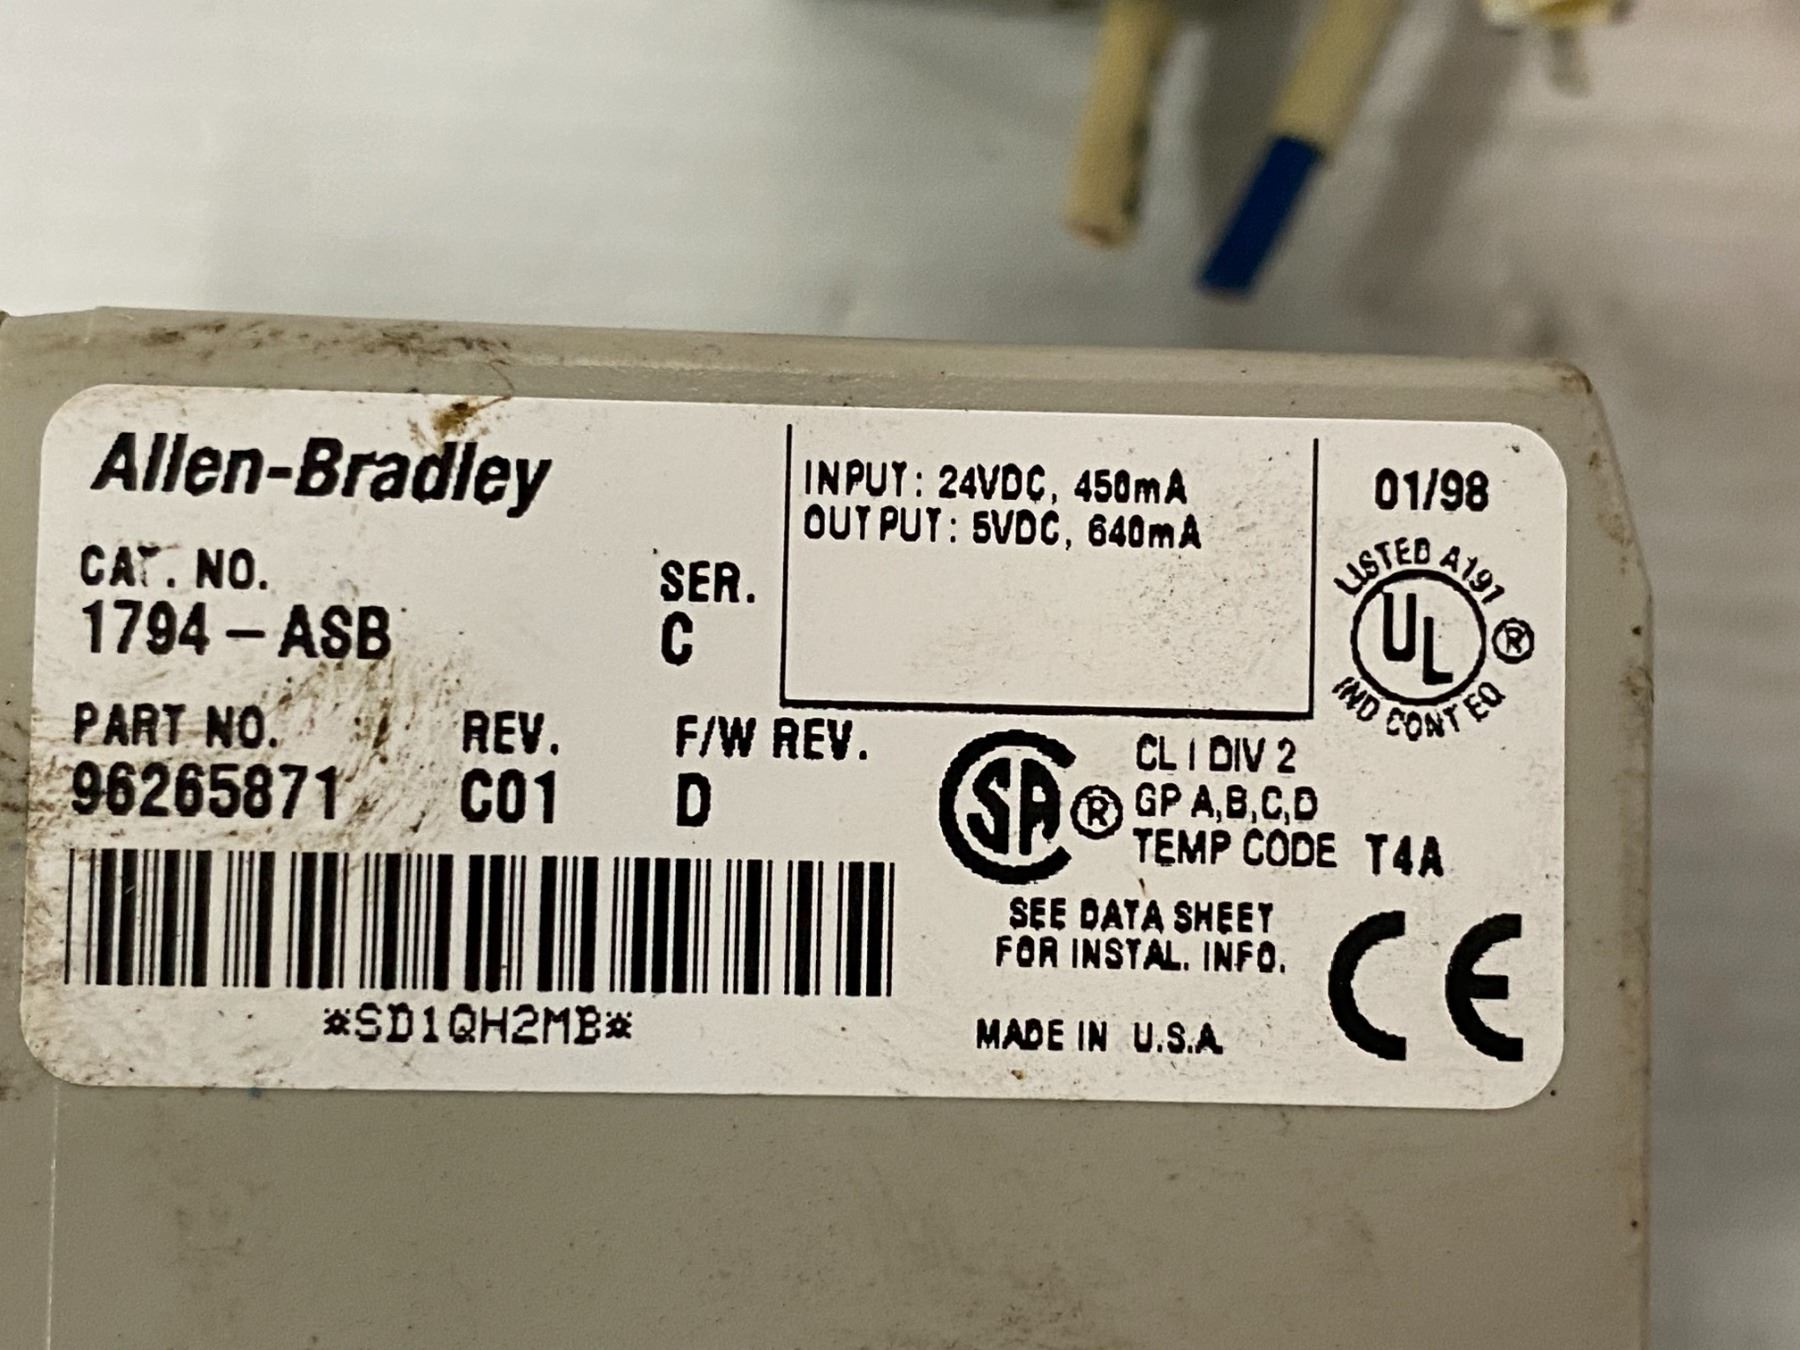 Allen-Bradley
CAT. NO.
1794-ASB
SER.
C
PART NO.
96265871
REV.
C01
F/W REV.
D
*SD1QH2MB*
INPUT: 24VDC, 450mA
OUTPUT: 5VDC, 640mA
01/98
LISTED A191
UL ®
IND CONT EQ
SA ®
CL I DIV 2
GP A,B,C,D
TEMP CODE T4A
SEE DATA SHEET
FOR INSTAL. INFO.
MADE IN U.S.A.
CE